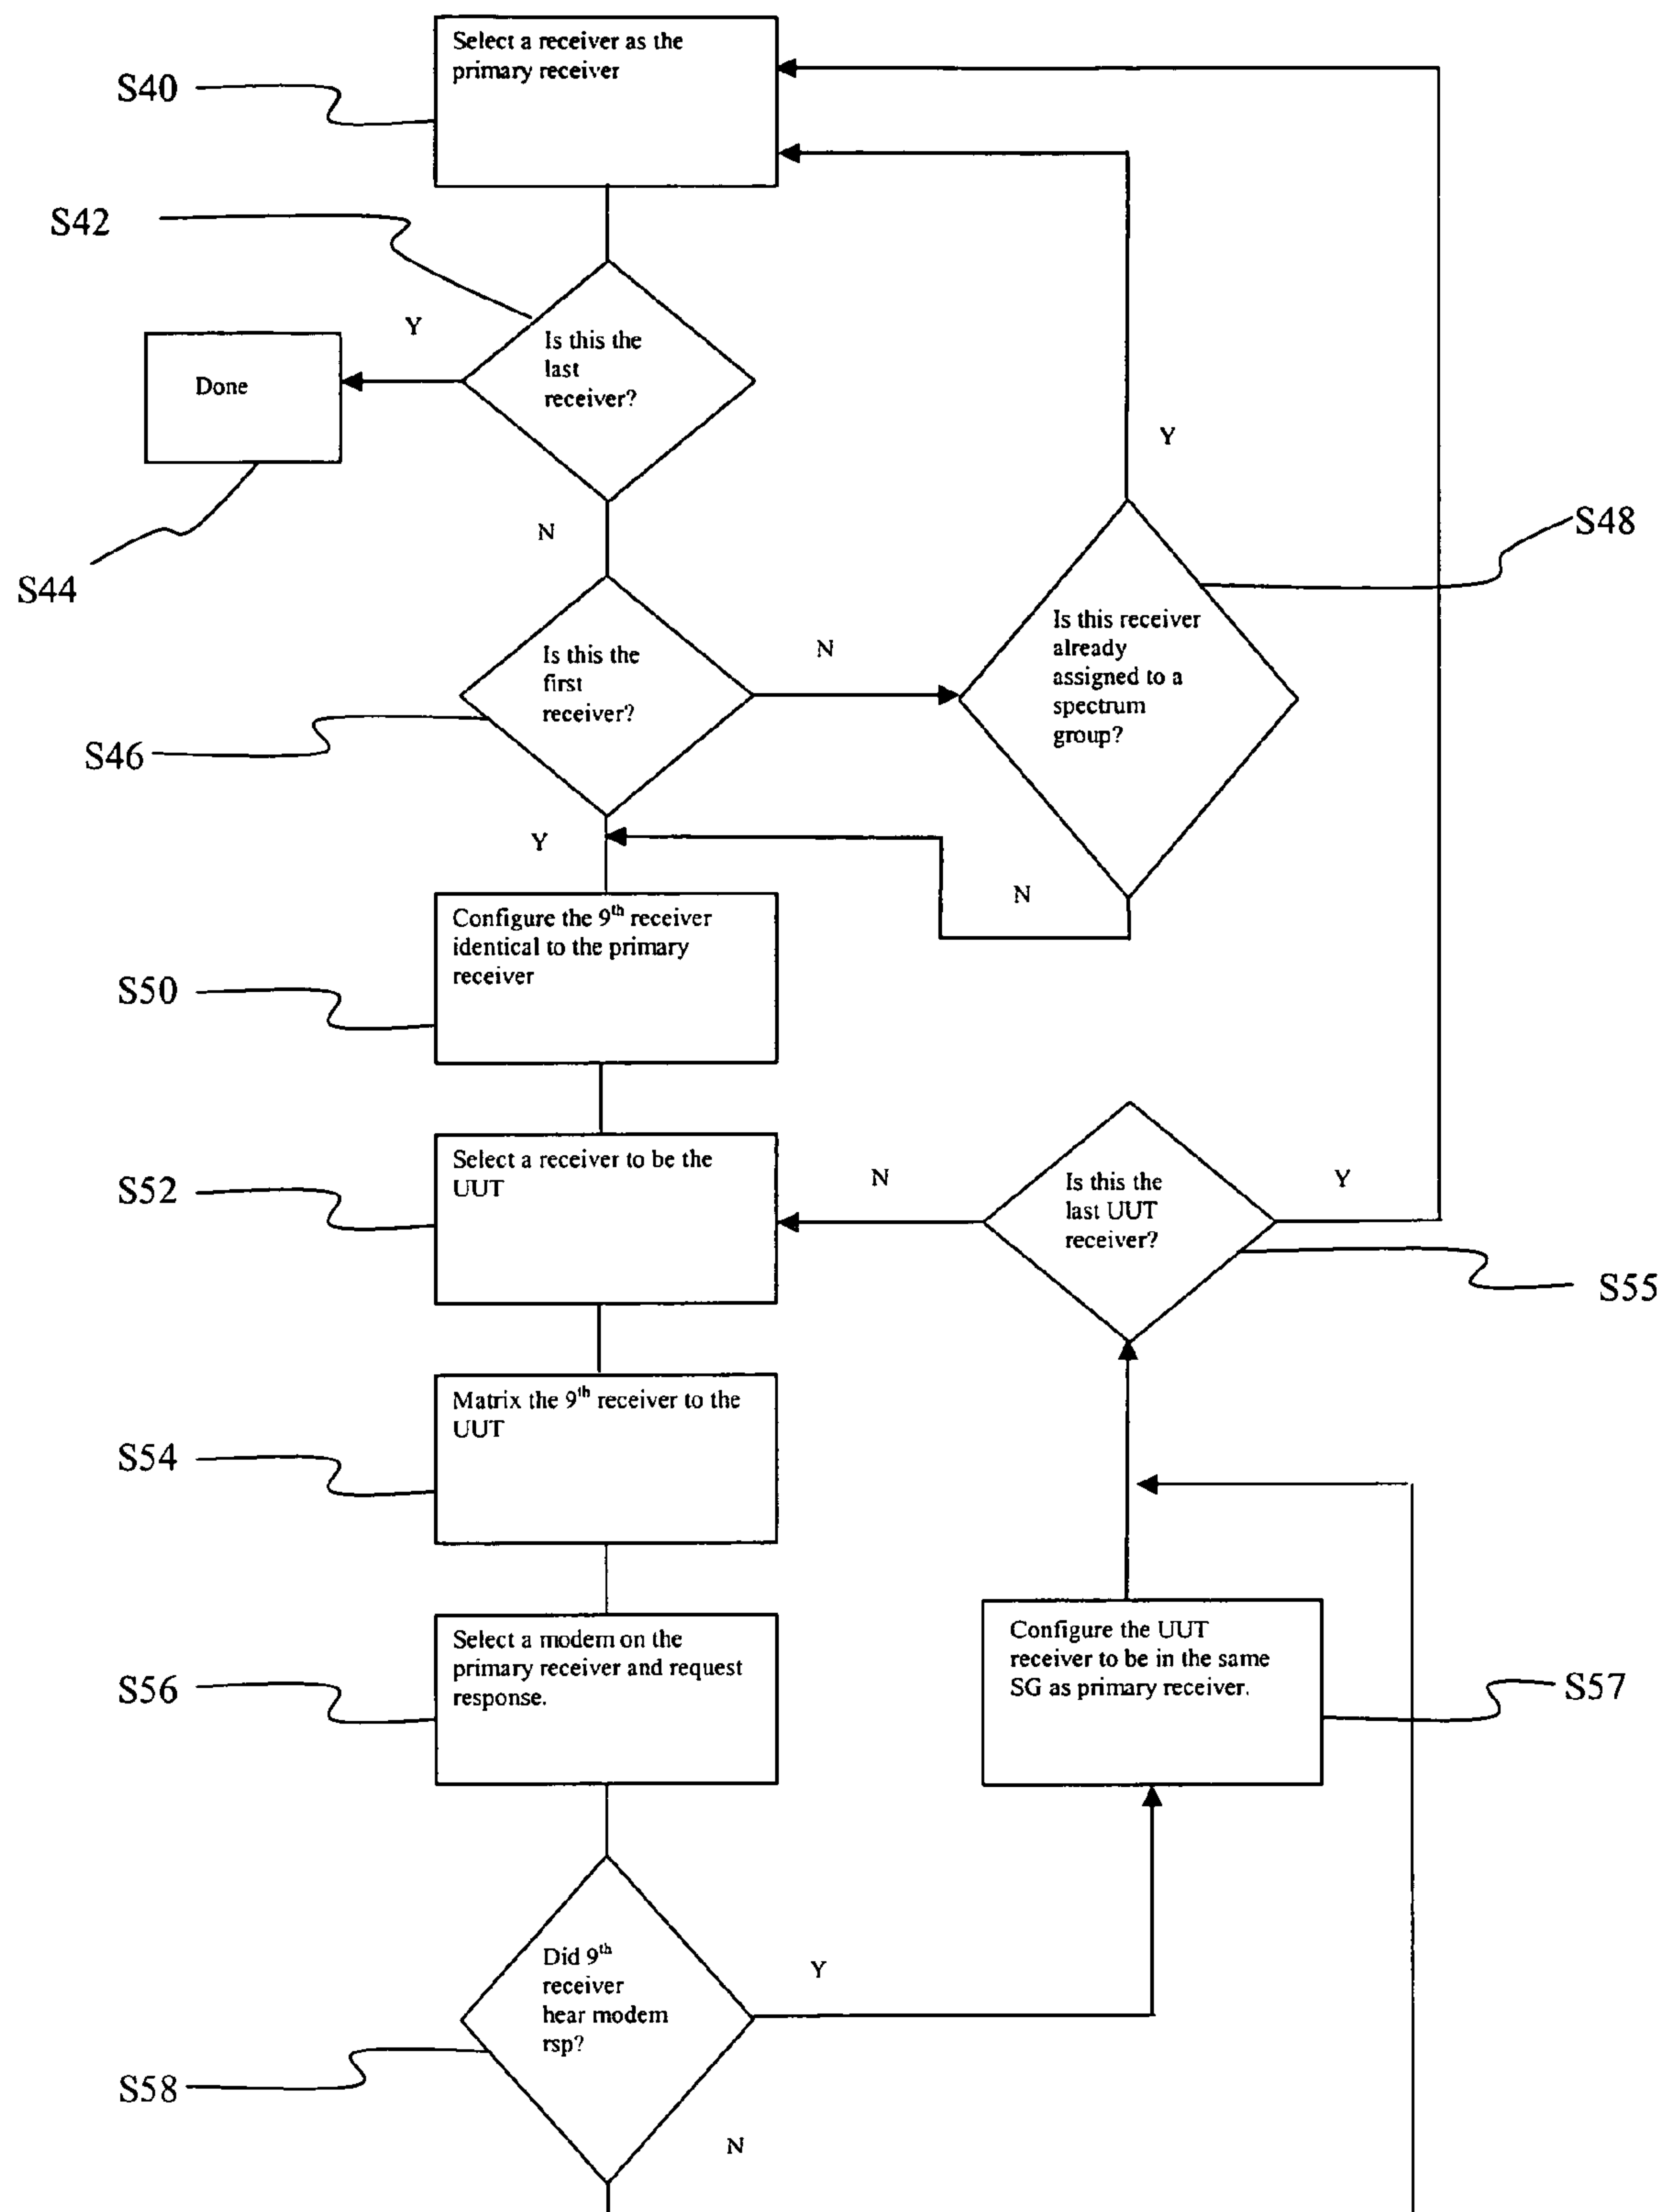 Select a receiver as the
primary receiver
S40
S42
Y
Is this the
last
receiver?
Done
N
S44
Y
S48
Is this the
first
receiver?
N
Is this receiver
already
assigned to a
spectrum
group?
S46
Y
N
Configure the 9th receiver
identical to the primary
receiver
S50
Select a receiver to be the
UUT
S52
N
Is this the
last UUT
receiver?
Y
S55
Matrix the 9th receiver to the
UUT
S54
Select a modem on the
primary receiver and request
response.
S56
Configure the UUT
receiver to be in the same
SG as primary receiver.
S57
Did 9th
receiver
hear modem
rsp?
Y
S58
N